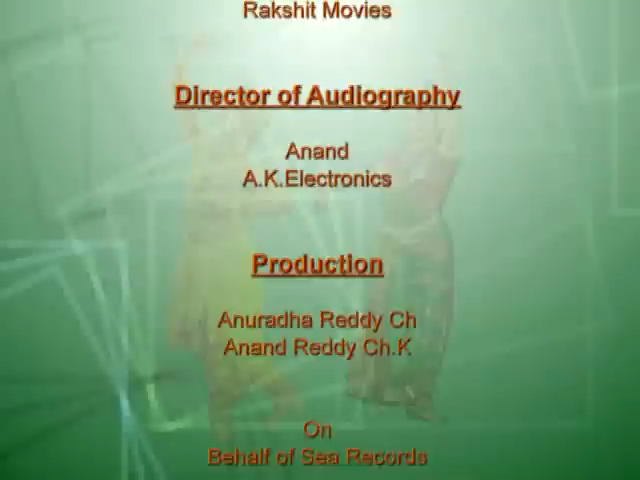 Rakshit Movies
Director of Audiography
Anand
A.K.Electronics
Production
Anuradha Reddy Ch
Anand Reddy Ch.K
On
Behalf of Sea Records